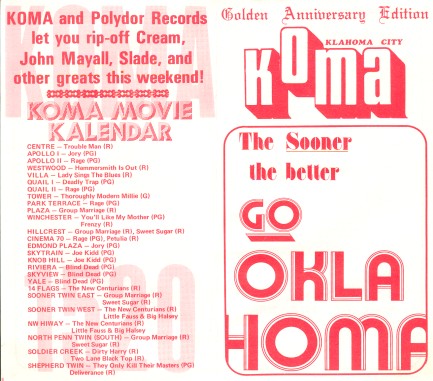 KOMA and Polydor Records
let you rip-off Cream,
John Mayall, Slade, and
other greats this weekend!
KOMA MOVIE
KALENDAR
CENTRE — Trouble Man (R)
APOLLO I — Jory (PG)
APOLLO II — Rage (PG)
WESTWOOD — Hammersmith Is Out (R)
VILLA — Lady Sings The Blues (R)
QUAIL I — Deadly Trap (PG)
QUAIL II — Rage (PG)
TOWER — Thoroughly Modern Millie (G)
PARK TERRACE — Rage (PG)
PLAZA — Group Marriage (R)
WINCHESTER — You'll Like My Mother (PG)
Frenzy (R)
HILLCREST — Group Marriage (R), Sweet Sugar (R)
CINEMA 70 — Rage (PG), Petulia (R)
EDMOND PLAZA — Jory (PG)
SKYTRAIN — Joe Kidd (PG)
KNOB HILL — Joe Kidd (PG)
RIVIERA — Blind Dead (PG)
SKYVIEW — Blind Dead (PG)
YALE — Blind Dead (PG)
14 FLAGS — The New Centurians (R)
SOONER TWIN EAST — Group Marriage (R)
Sweet Sugar (R)
SOONER TWIN WEST — The New Centurians (R)
Little Fauss & Big Halsey
NW HIWAY — The New Centurians (R)
Little Fauss & Big Halsey
NORTH PENN TWIN (SOUTH) — Group Marriage (R)
Sweet Sugar (R)
SOLDIER CREEK — Dirty Harry (R)
Two Lane Black Top (R)
SHEPHERD TWIN — They Only Kill Their Masters (PG)
Deliverance (R)
Golden Anniversary Edition
KLAHOMA CITY
KOMA
The Sooner
the better
GO
OKLA
HOMA